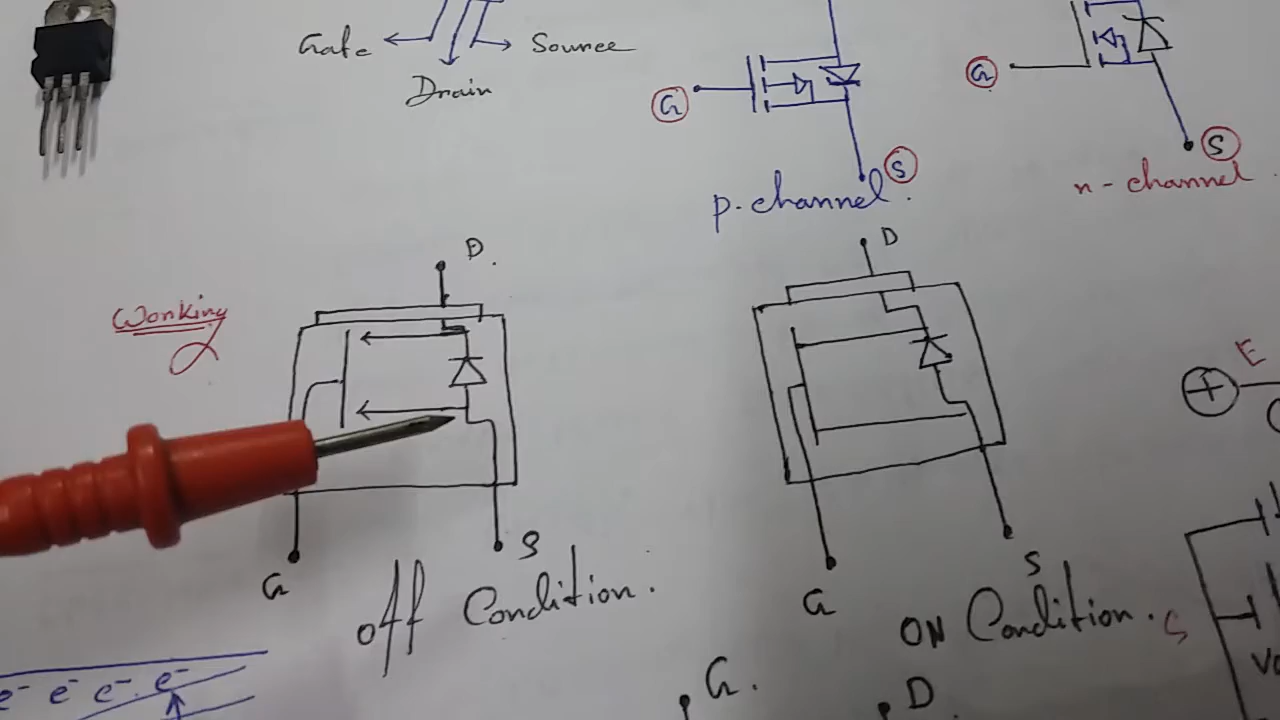 Gate
Source
Drain
G
S
p-channel.
G
S
n-channel.
Working
D.
G
S
off Condition.
D
G
S
ON Condition.
E
e⁻ e⁻ e⁻ e⁻
G.
D
S